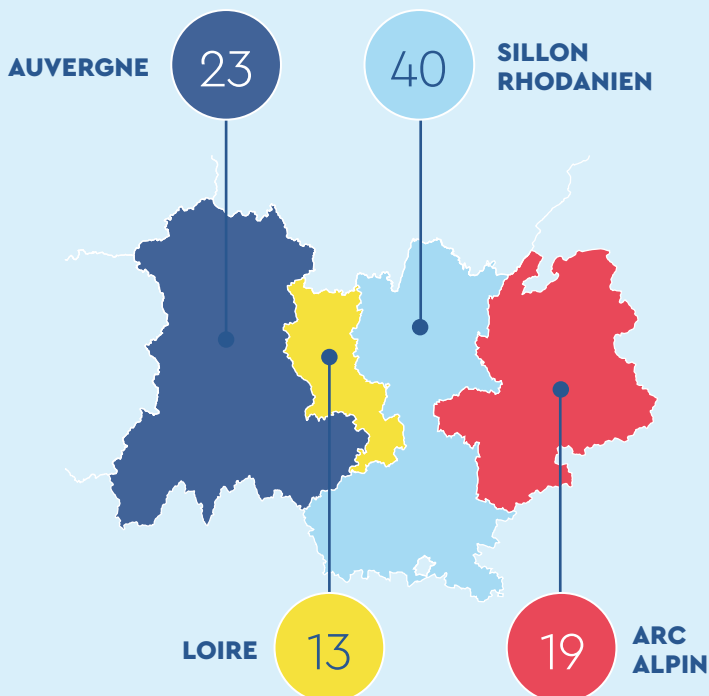 AUVERGNE
23
40
SILLON
RHODANIEN
LOIRE
13
19
ARC
ALPIN